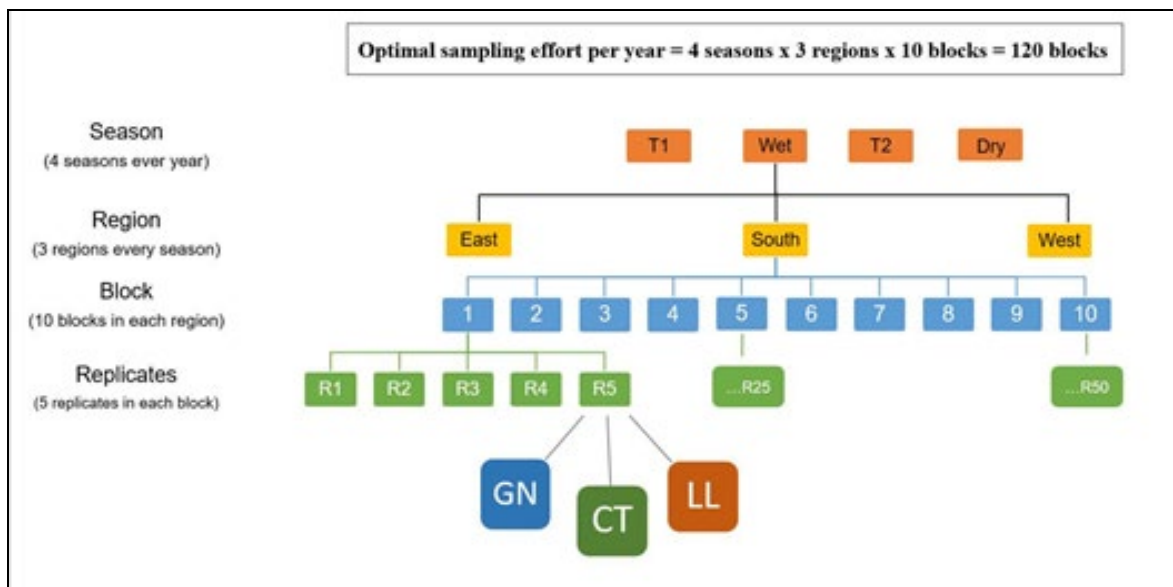 Optimal sampling effort per year = 4 seasons x 3 regions x 10 blocks = 120 blocks
Season
(4 seasons ever year)
T1 Wet T2 Dry
Region
(3 regions every season)
East South West
Block
(10 blocks in each region)
1 2 3 4 5 6 7 8 9 10
Replicates
(5 replicates in each block)
R1 R2 R3 R4 R5 ...R25 ...R50
GN CT LL